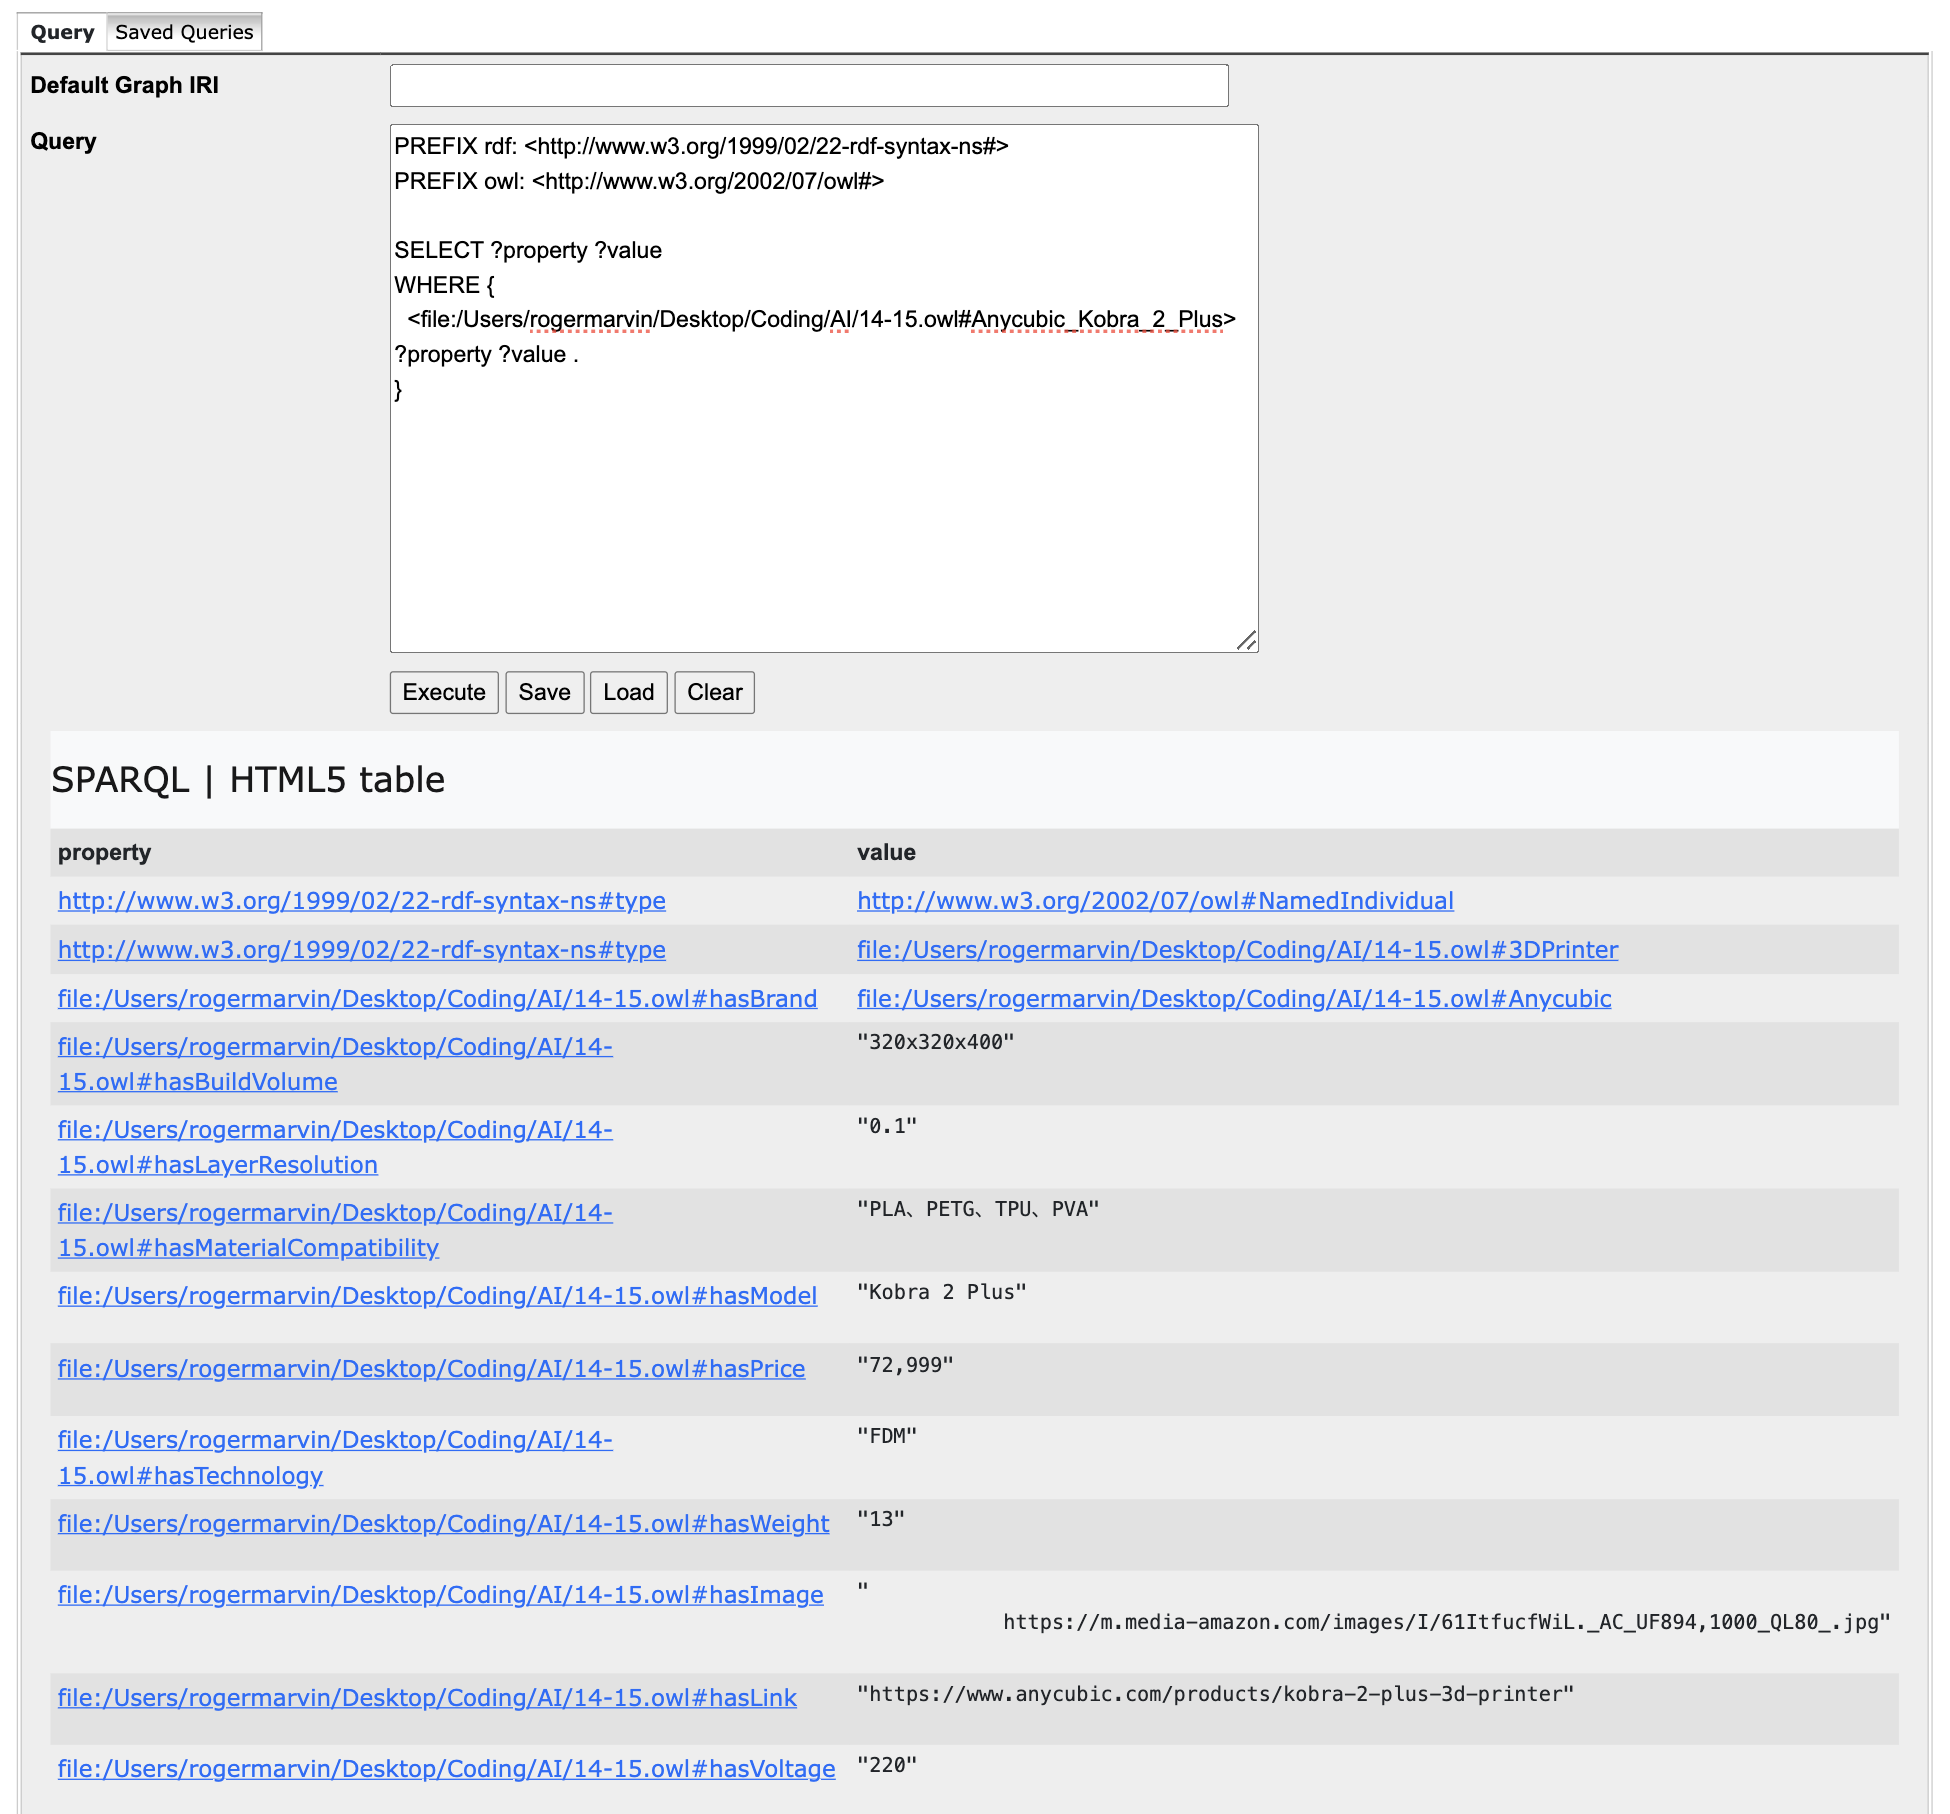 Query Saved Queries
Default Graph IRI
Query
PREFIX rdf: <http://www.w3.org/1999/02/22-rdf-syntax-ns#>
PREFIX owl: <http://www.w3.org/2002/07/owl#>
SELECT ?property ?value
WHERE {
<file:/Users/rogermarvin/Desktop/Coding/AI/14-15.owl#Anycubic_Kobra_2_Plus>
?property ?value .
}
Execute Save Load Clear
SPARQL | HTML5 table
property value
http://www.w3.org/1999/02/22-rdf-syntax-ns#type http://www.w3.org/2002/07/owl#NamedIndividual
http://www.w3.org/1999/02/22-rdf-syntax-ns#type file:/Users/rogermarvin/Desktop/Coding/AI/14-15.owl#3DPrinter
file:/Users/rogermarvin/Desktop/Coding/AI/14-15.owl#hasBrand file:/Users/rogermarvin/Desktop/Coding/AI/14-15.owl#Anycubic
file:/Users/rogermarvin/Desktop/Coding/AI/14- "320x320x400"
15.owl#hasBuildVolume
file:/Users/rogermarvin/Desktop/Coding/AI/14- "0.1"
15.owl#hasLayerResolution
file:/Users/rogermarvin/Desktop/Coding/AI/14- "PLA、PETG、TPU、PVA"
15.owl#hasMaterialCompatibility
file:/Users/rogermarvin/Desktop/Coding/AI/14-15.owl#hasModel "Kobra 2 Plus"
file:/Users/rogermarvin/Desktop/Coding/AI/14-15.owl#hasPrice "72,999"
file:/Users/rogermarvin/Desktop/Coding/AI/14- "FDM"
15.owl#hasTechnology
file:/Users/rogermarvin/Desktop/Coding/AI/14-15.owl#hasWeight "13"
file:/Users/rogermarvin/Desktop/Coding/AI/14-15.owl#hasImage "
https://m.media-amazon.com/images/I/61ItfucfWiL._AC_UF894,1000_QL80_.jpg"
file:/Users/rogermarvin/Desktop/Coding/AI/14-15.owl#hasLink "https://www.anycubic.com/products/kobra-2-plus-3d-printer"
file:/Users/rogermarvin/Desktop/Coding/AI/14-15.owl#hasVoltage "220"